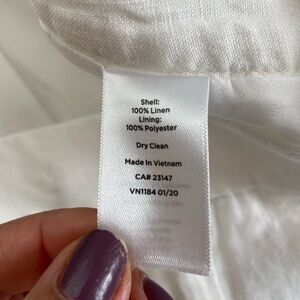 Shell:
100% Linen
Lining:
100% Polyester
Dry Clean
Made in Vietnam
CA# 23147
VN1184 01/20